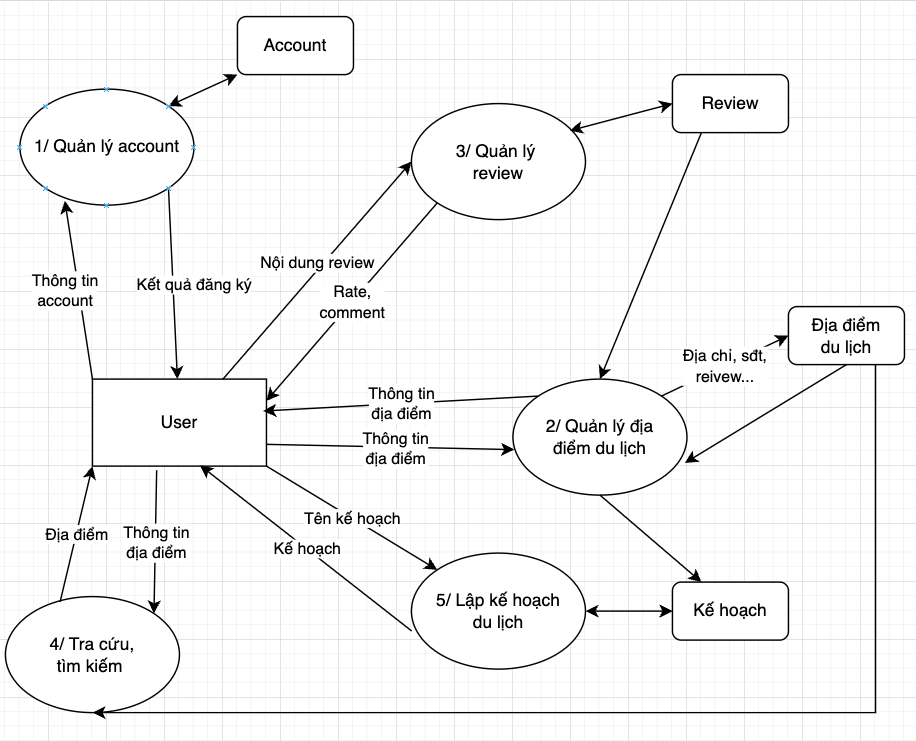 Account
1/ Quản lý account
Review
3/ Quản lý
review
Thông tin
account
Kết quả đăng ký
Nội dung review
Rate,
comment
Địa điểm
du lịch
Địa chỉ, sđt,
reivew...
User
Thông tin
địa điểm
Thông tin
địa điểm
2/ Quản lý địa
điểm du lịch
Tên kế hoạch
Kế hoạch
Địa điểm
Thông tin
địa điểm
5/ Lập kế hoạch
du lịch
Kế hoạch
4/ Tra cứu,
tìm kiếm